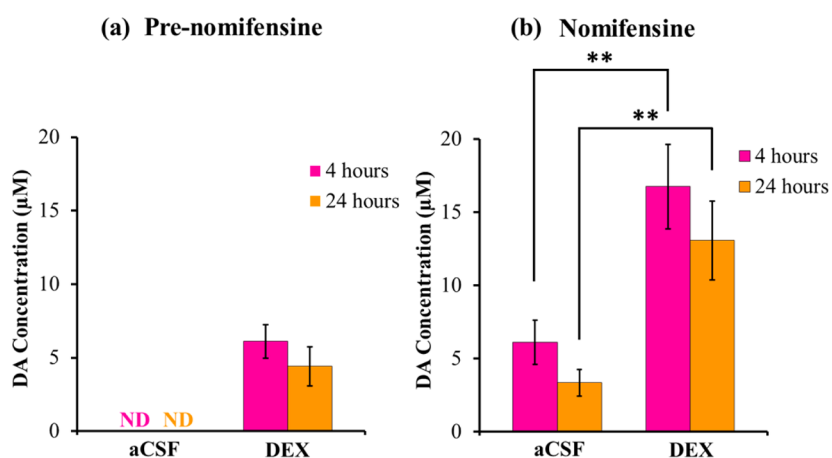 (a) Pre-nomifensine
DA Concentration (μM)
20
15
10
5
0
4 hours
24 hours
ND ND
aCSF DEX
(b) Nomifensine
**
**
DA Concentration (μM)
20
15
10
5
0
4 hours
24 hours
aCSF DEX